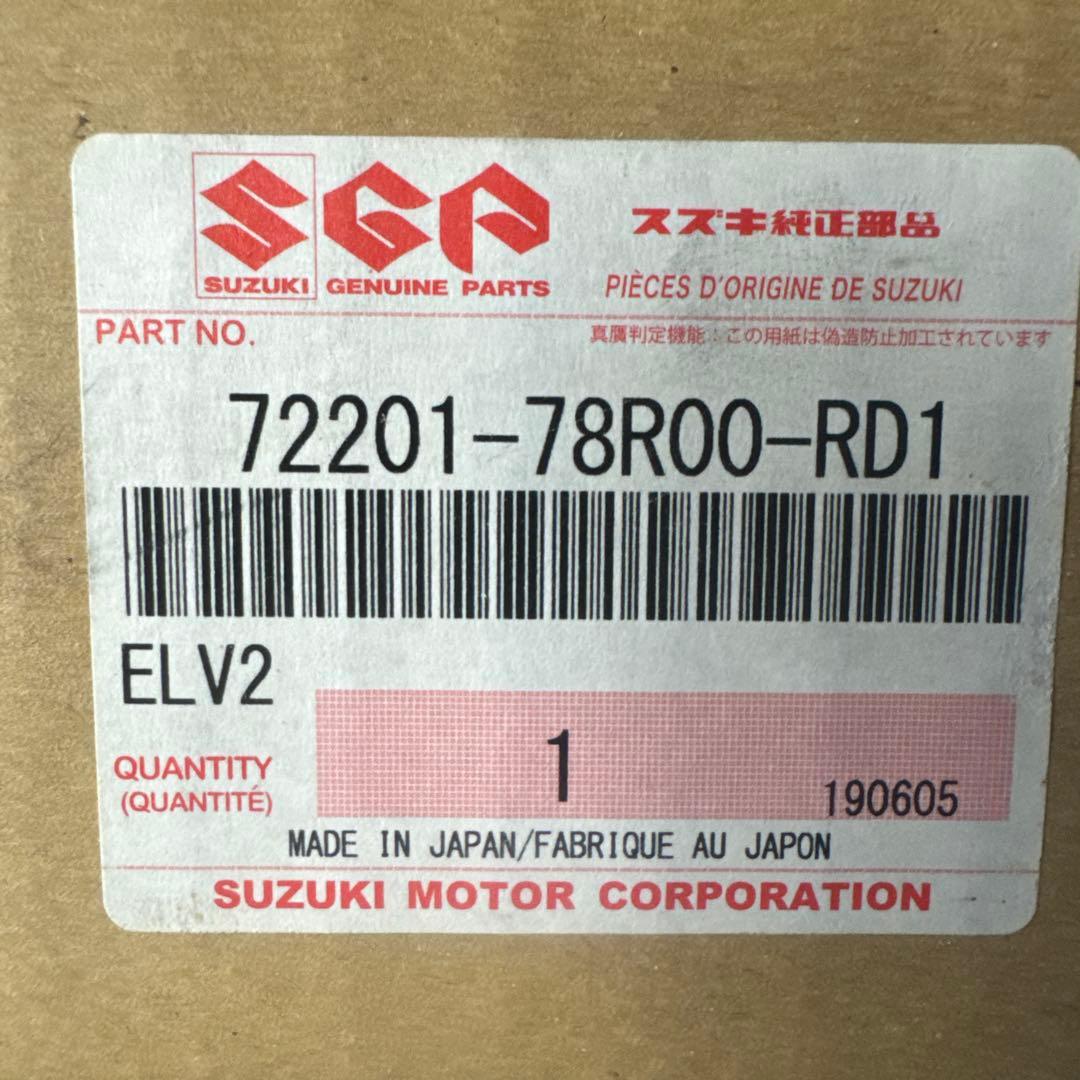 SGP
SUZUKI GENUINE PARTS
スズキ純正部品
PIÈCES D'ORIGINE DE SUZUKI
PART NO.
真贋判定機能：この用紙は偽造防止加工されています
72201-78R00-RD1
ELV2
QUANTITY
(QUANTITÉ)
1
190605
MADE IN JAPAN/FABRIQUE AU JAPON
SUZUKI MOTOR CORPORATION